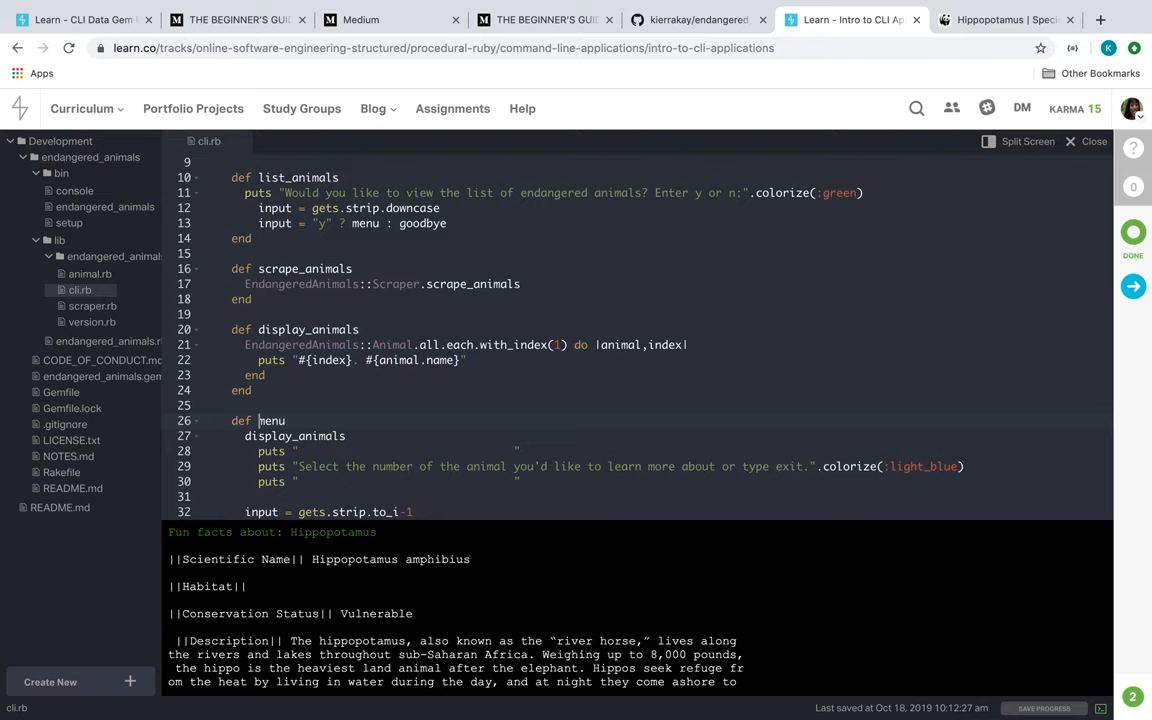 Learn - CLI Data Gem
THE BEGINNER'S GUID
Medium
THE BEGINNER'S GUID
kierrakay/endangered_
Learn - Intro to CLI Ap
Hippopotamus | Speci
learn.co/tracks/online-software-engineering-structured/procedural-ruby/command-line-applications/intro-to-cli-applications
K
Apps
Other Bookmarks
Curriculum
Portfolio Projects
Study Groups
Blog
Assignments
Help
DM
KARMA 15
Development
endangered_animals
bin
console
endangered_animals
setup
lib
endangered_animal
animal.rb
cli.rb
scraper.rb
version.rb
endangered_animals.r
CODE_OF_CONDUCT.md
endangered_animals.gem
Gemfile
Gemfile.lock
.gitignore
LICENSE.txt
NOTES.md
Rakefile
README.md
README.md
Create New +
cli.rb
cli.rb
Split Screen
Close
9
10 def list_animals
11 puts "Would you like to view the list of endangered animals? Enter y or n:".colorize(:green)
12 input = gets.strip.downcase
13 input = "y" ? menu : goodbye
14 end
15
16 def scrape_animals
17 EndangeredAnimals::Scraper.scrape_animals
18 end
19
20 def display_animals
21 EndangeredAnimals::Animal.all.each.with_index(1) do |animal,index|
22 puts "#{index}. #{animal.name}"
23 end
24 end
25
26 def menu
27 display_animals
28 puts " "
29 puts "Select the number of the animal you'd like to learn more about or type exit.".colorize(:light_blue)
30 puts " "
31
32 input = gets.strip.to_i-1
Fun facts about: Hippopotamus
||Scientific Name|| Hippopotamus amphibius
||Habitat||
||Conservation Status|| Vulnerable
||Description|| The hippopotamus, also known as the “river horse,” lives along
the rivers and lakes throughout sub-Saharan Africa. Weighing up to 8,000 pounds,
the hippo is the heaviest land animal after the elephant. Hippos seek refuge fr
om the heat by living in water during the day, and at night they come ashore to
Last saved at Oct 18, 2019 10:12:27 am
SAVE PROGRESS
?
0
DONE
2